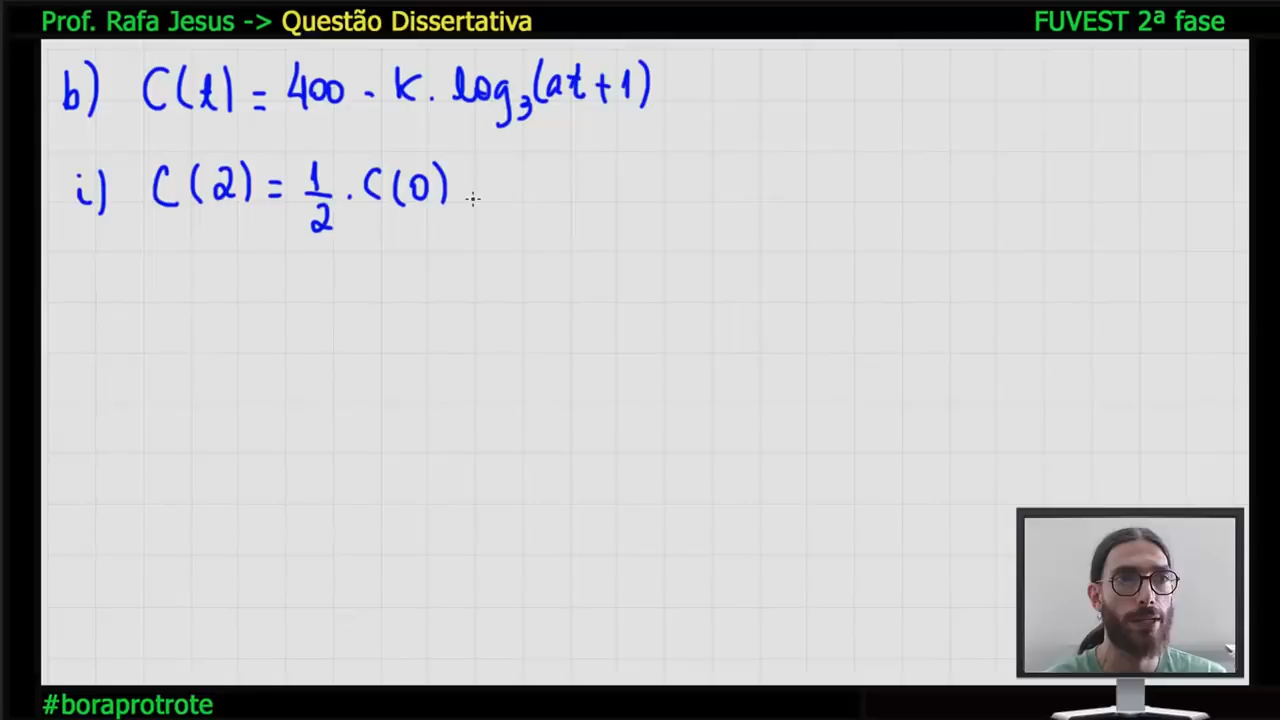 Prof. Rafa Jesus -> Questão Dissertativa
FUVEST 2ª fase
b) C(t) = 400 - K. log₃(at+1)
i) C(2) = 1/2 . C(0)
#boraprotrote